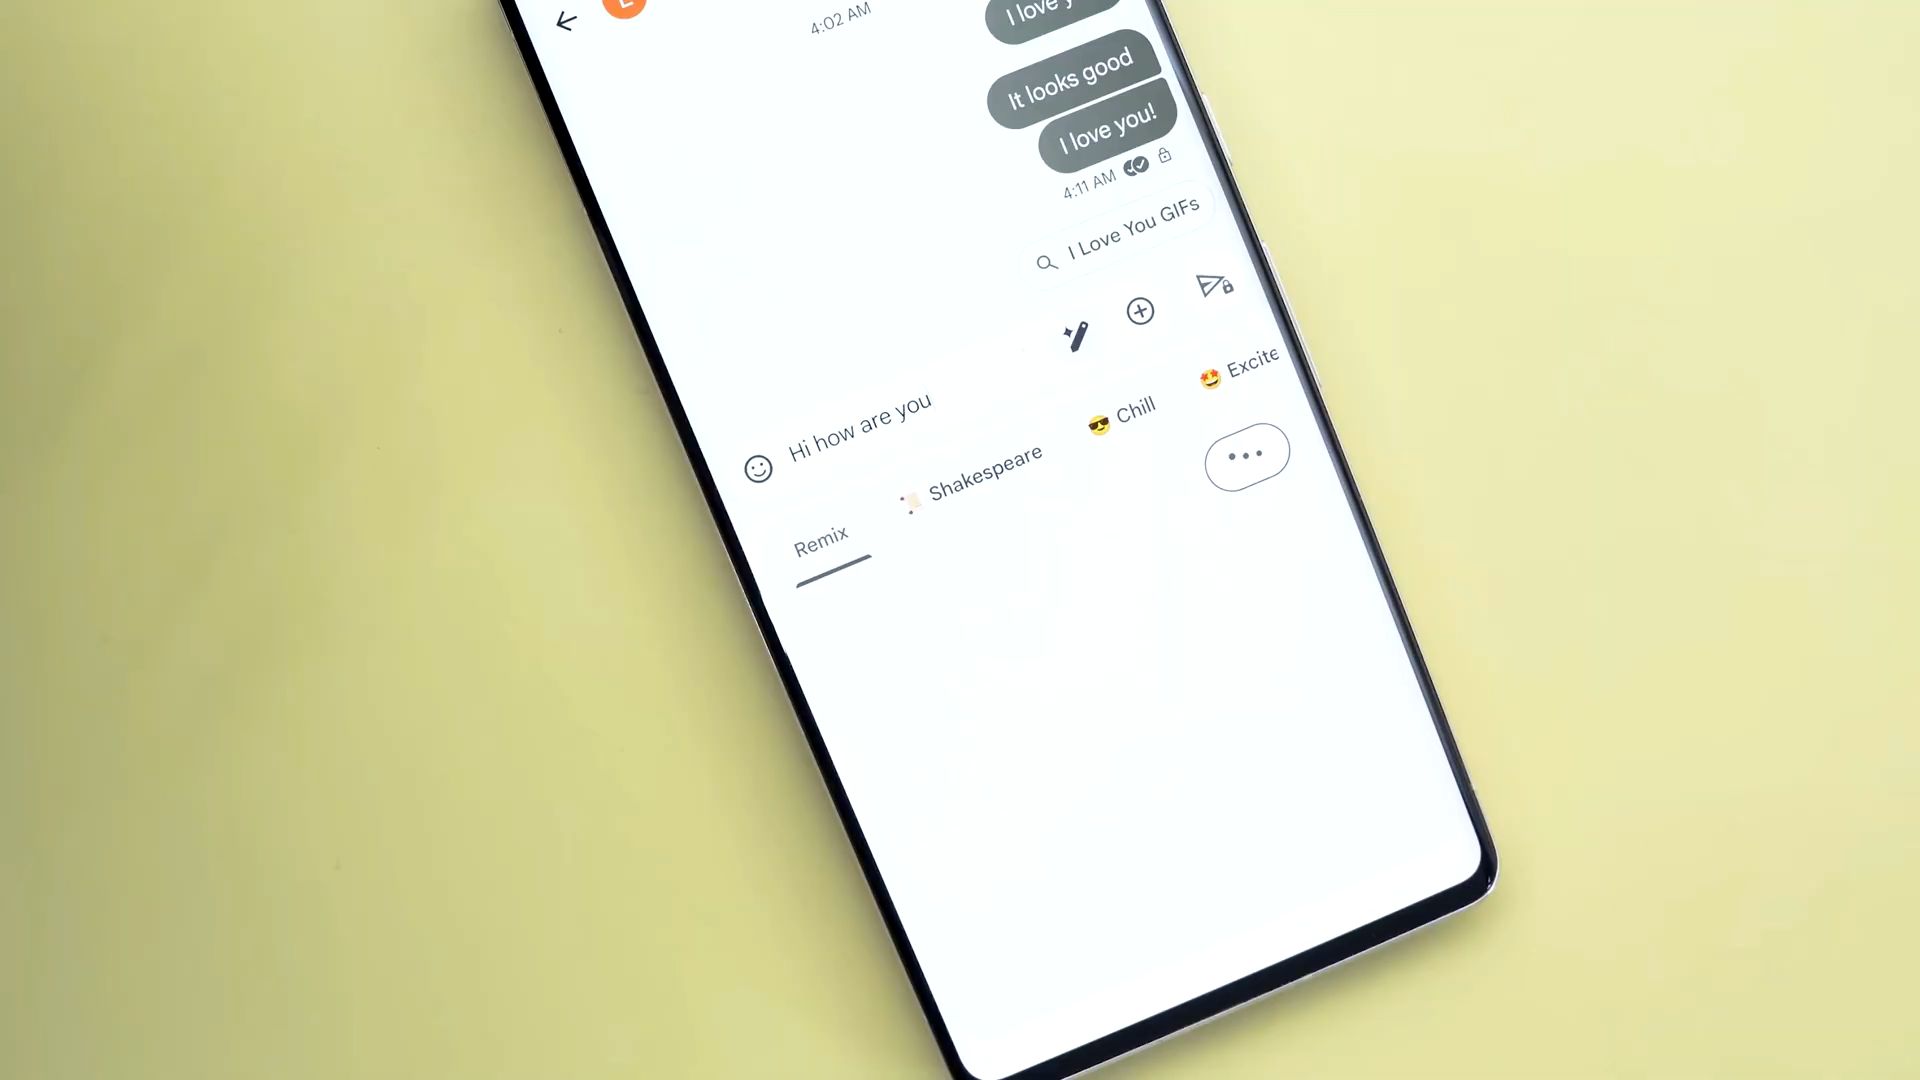 4:02 AM
I love y
It looks good
I love you!
4:11 AM
I Love You GIFs
Hi how are you
Remix
Shakespeare
Chill
Excite